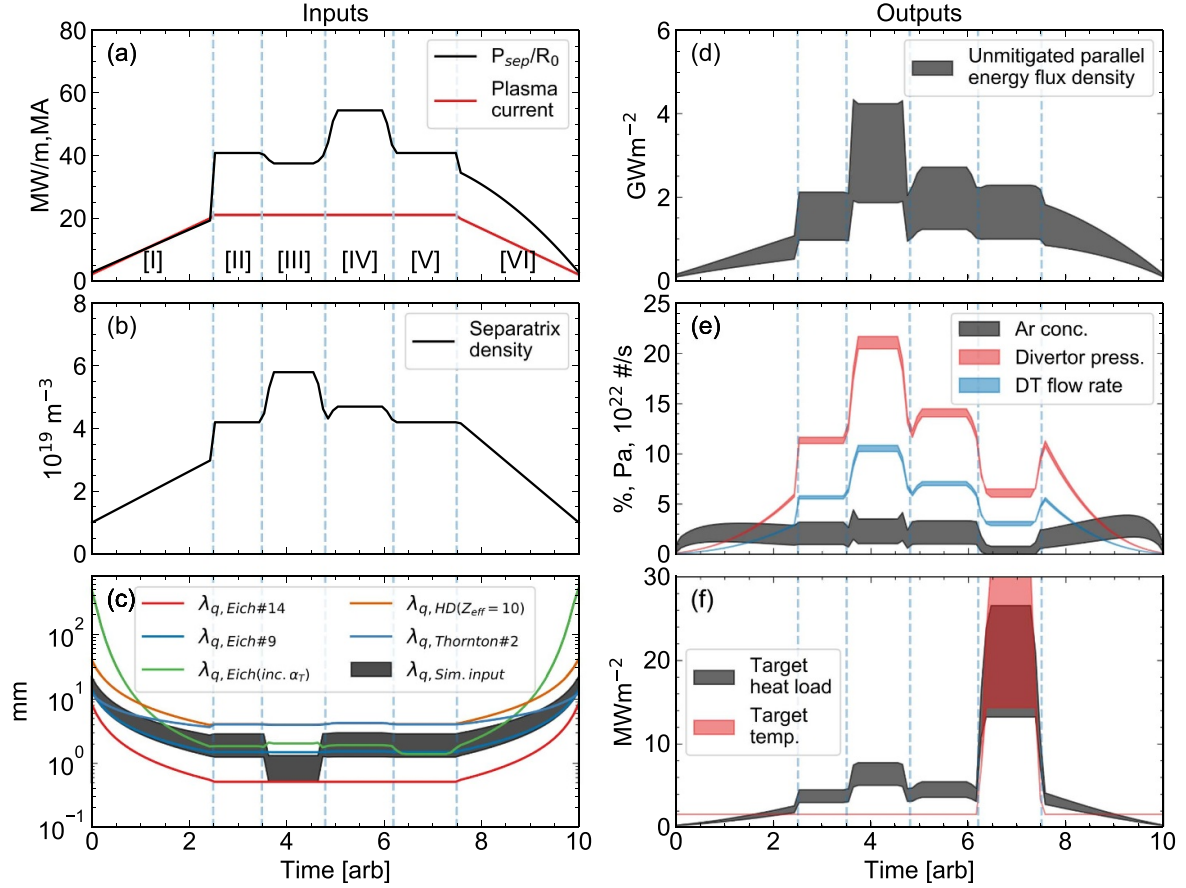 Inputs
80
60
40
20
0
MW/m,MA
(a)
P_sep/R_0
Plasma
current
[I]
[II]
[III]
[IV]
[V]
[VI]
8
6
4
2
0
10^19 m^−3
(b)
Separatrix
density
10^2
10^1
10^0
10^−1
mm
(c)
λ_q,Eich#14
λ_q,Eich#9
λ_q,Eich(inc.α_T)
λ_q,HD(Z_eff=10)
λ_q,Thornton#2
λ_q,Sim.input
0 2 4 6 8 10
Time [arb]
Outputs
6
4
2
0
GWm^−2
(d)
Unmitigated parallel
energy flux density
25
20
15
10
5
0
%, Pa, 10^22 #/s
(e)
Ar conc.
Divertor press.
DT flow rate
30
20
10
0
MWm^−2
(f)
Target
heat load
Target
temp.
0 2 4 6 8 10
Time [arb]